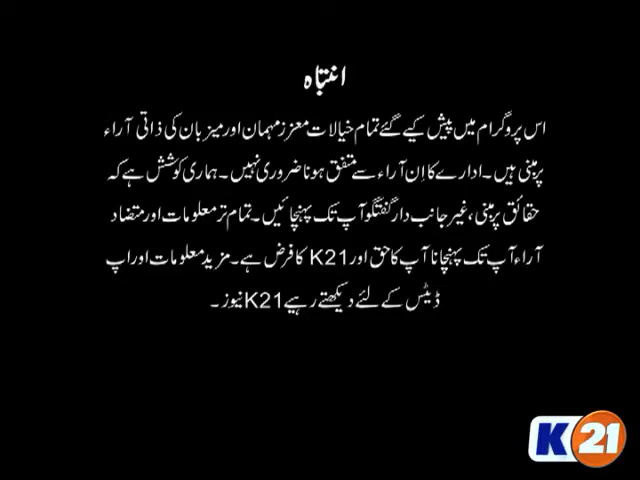 انتباہ
اس پروگرام میں پیش کیے گئے تمام خیالات معزز مہمان اور میزبان کی ذاتی آراء
پر مبنی ہیں۔ ادارے کا اِن آراء سے متفق ہونا ضروری نہیں۔ ہماری کوشش ہے کہ
حقائق پر مبنی، غیر جانب دار گفتگو آپ تک پہنچائیں۔ تمام تر معلومات اور متضاد
آراء آپ تک پہنچانا آپ کا حق اور K21 کا فرض ہے۔ مزید معلومات اور اپ
ڈیٹس کے لئے دیکھتے رہیے K21 نیوز۔
K21